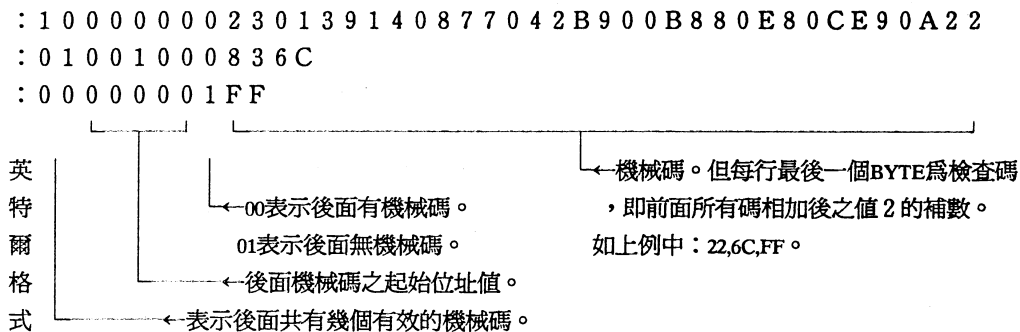 :100000000230139140877042B900B880E80CE90A22
:01001000836C
:00000001FF
英特爾格式
←機械碼。但每行最後一個BYTE爲檢查碼
,即前面所有碼相加後之值2的補數。
如上例中:22,6C,FF。
←00表示後面有機械碼。
01表示後面無機械碼。
←後面機械碼之起始位址值。
←表示後面共有幾個有效的機械碼。